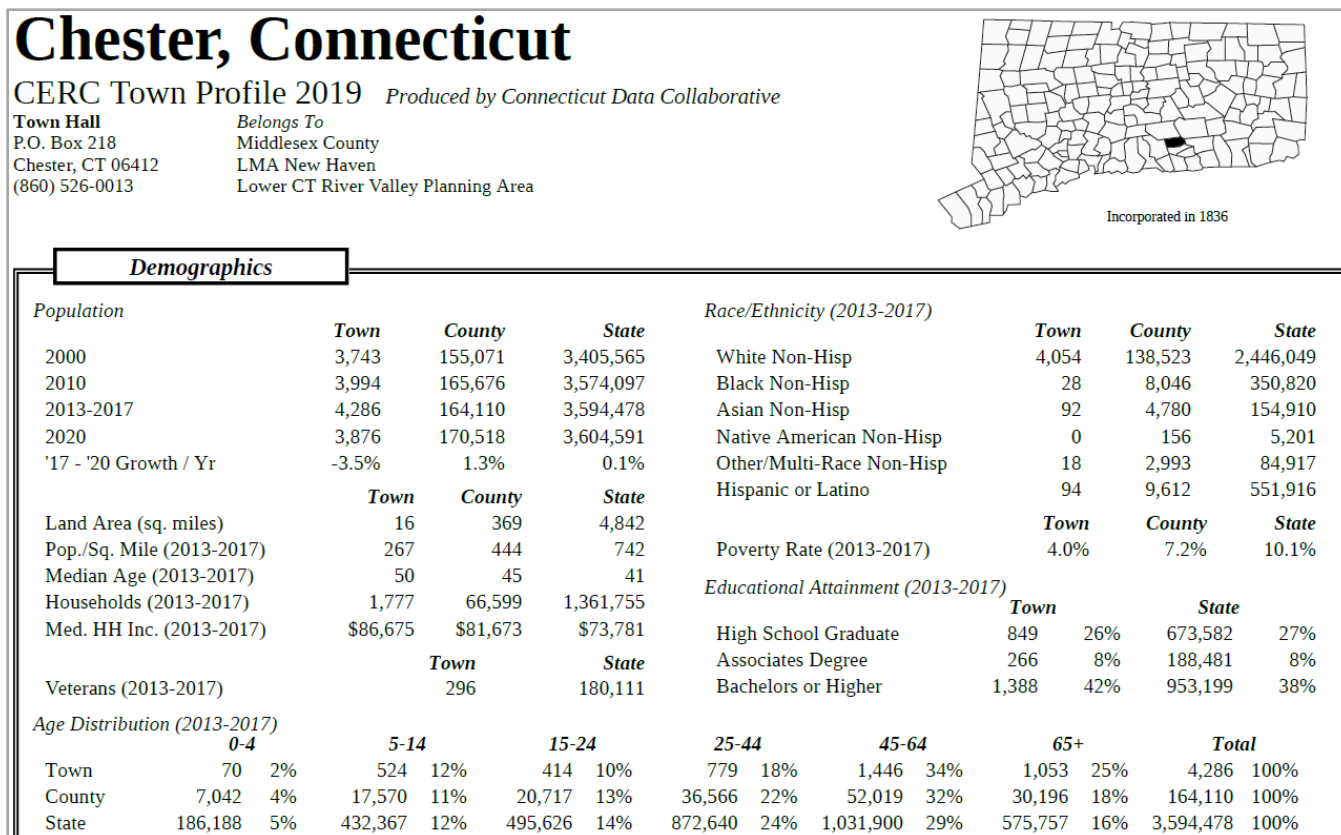 Chester, Connecticut
CERC Town Profile 2019 Produced by Connecticut Data Collaborative
Town Hall Belongs To
P.O. Box 218 Middlesex County
Chester, CT 06412 LMA New Haven
(860) 526-0013 Lower CT River Valley Planning Area
Incorporated in 1836
Demographics
Population
Town County State
2000 3,743 155,071 3,405,565
2010 3,994 165,676 3,574,097
2013-2017 4,286 164,110 3,594,478
2020 3,876 170,518 3,604,591
'17 - '20 Growth / Yr -3.5% 1.3% 0.1%
Town County State
Land Area (sq. miles) 16 369 4,842
Pop./Sq. Mile (2013-2017) 267 444 742
Median Age (2013-2017) 50 45 41
Households (2013-2017) 1,777 66,599 1,361,755
Med. HH Inc. (2013-2017) $86,675 $81,673 $73,781
Town State
Veterans (2013-2017) 296 180,111
Race/Ethnicity (2013-2017)
Town County State
White Non-Hisp 4,054 138,523 2,446,049
Black Non-Hisp 28 8,046 350,820
Asian Non-Hisp 92 4,780 154,910
Native American Non-Hisp 0 156 5,201
Other/Multi-Race Non-Hisp 18 2,993 84,917
Hispanic or Latino 94 9,612 551,916
Town County State
Poverty Rate (2013-2017) 4.0% 7.2% 10.1%
Educational Attainment (2013-2017)
Town State
High School Graduate 849 26% 673,582 27%
Associates Degree 266 8% 188,481 8%
Bachelors or Higher 1,388 42% 953,199 38%
Age Distribution (2013-2017)
0-4 5-14 15-24 25-44 45-64 65+ Total
Town 70 2% 524 12% 414 10% 779 18% 1,446 34% 1,053 25% 4,286 100%
County 7,042 4% 17,570 11% 20,717 13% 36,566 22% 52,019 32% 30,196 18% 164,110 100%
State 186,188 5% 432,367 12% 495,626 14% 872,640 24% 1,031,900 29% 575,757 16% 3,594,478 100%